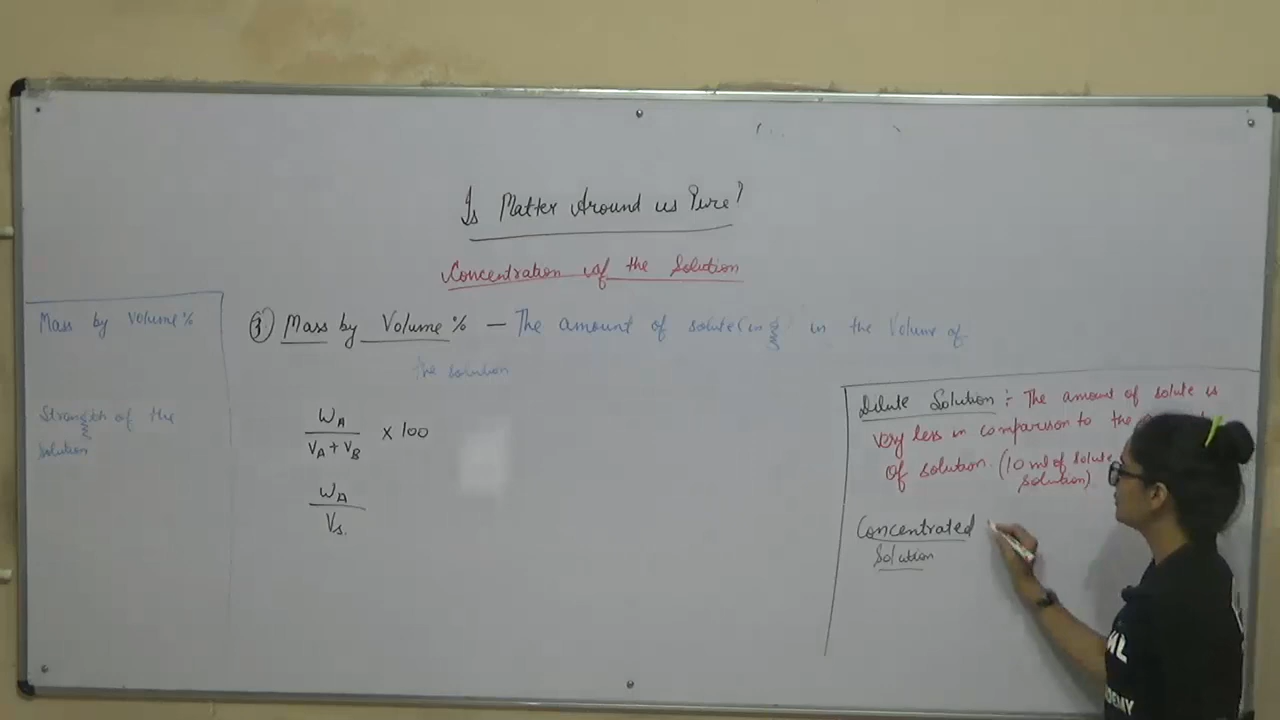 Is Matter Around us Pure?
Concentration of the Solution
Mass by Volume %
Strength of the
Solution
③ Mass by Volume % — The amount of solute (in g) in the Volume of
the solution
W_A
V_A + V_B × 100
W_A
V_S.
Dilute Solution :- The amount of solute is
very less in comparison to the
of solution. (10 ml of solute
solution)
Concentrated
Solution